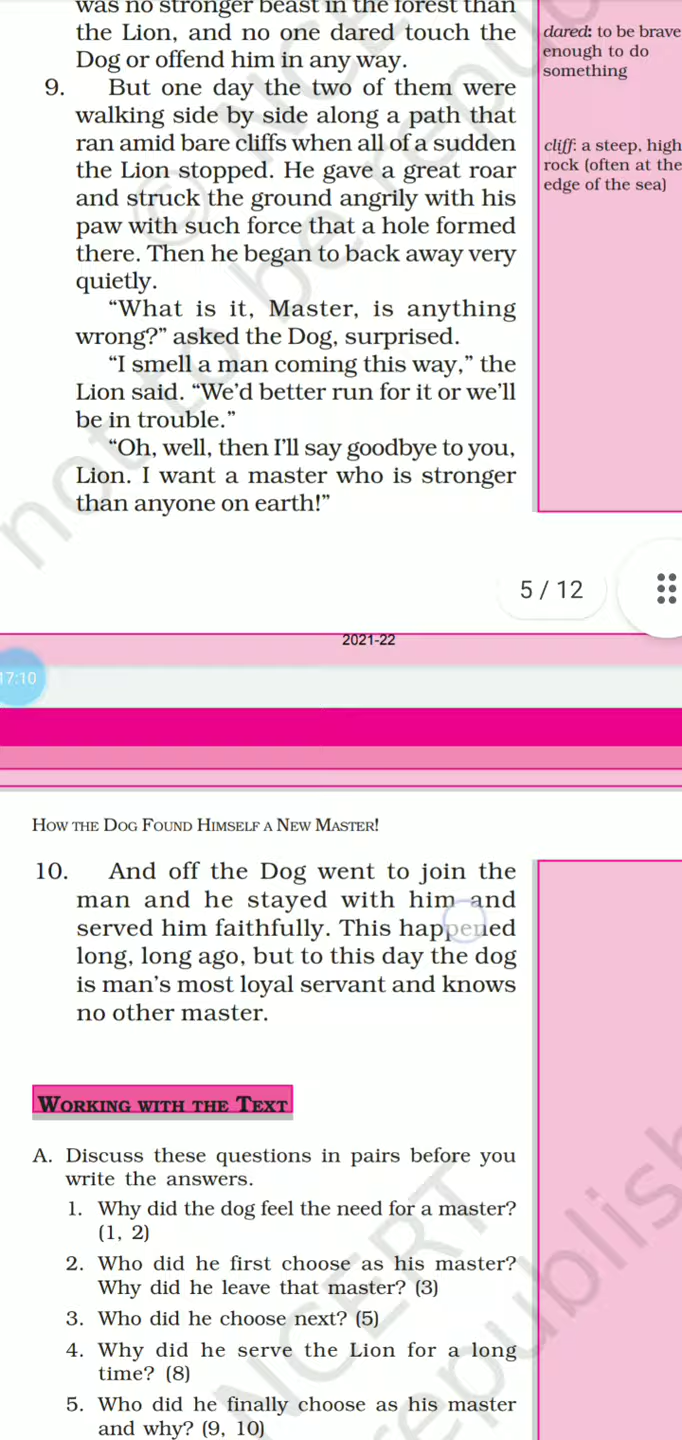 was no stronger beast in the forest than
the Lion, and no one dared touch the
Dog or offend him in any way.
9. But one day the two of them were
walking side by side along a path that
ran amid bare cliffs when all of a sudden
the Lion stopped. He gave a great roar
and struck the ground angrily with his
paw with such force that a hole formed
there. Then he began to back away very
quietly.
“What is it, Master, is anything
wrong?” asked the Dog, surprised.
“I smell a man coming this way,” the
Lion said. “We’d better run for it or we’ll
be in trouble.”
“Oh, well, then I’ll say goodbye to you,
Lion. I want a master who is stronger
than anyone on earth!”
dared: to be brave
enough to do
something
cliff: a steep, high
rock (often at the
edge of the sea)
5 / 12
2021-22
17:10
HOW THE DOG FOUND HIMSELF A NEW MASTER!
10. And off the Dog went to join the
man and he stayed with him and
served him faithfully. This happened
long, long ago, but to this day the dog
is man’s most loyal servant and knows
no other master.
WORKING WITH THE TEXT
A. Discuss these questions in pairs before you
write the answers.
1. Why did the dog feel the need for a master?
(1, 2)
2. Who did he first choose as his master?
Why did he leave that master? (3)
3. Who did he choose next? (5)
4. Why did he serve the Lion for a long
time? (8)
5. Who did he finally choose as his master
and why? (9, 10)
© NCE
not to be repu
NCERT
republish